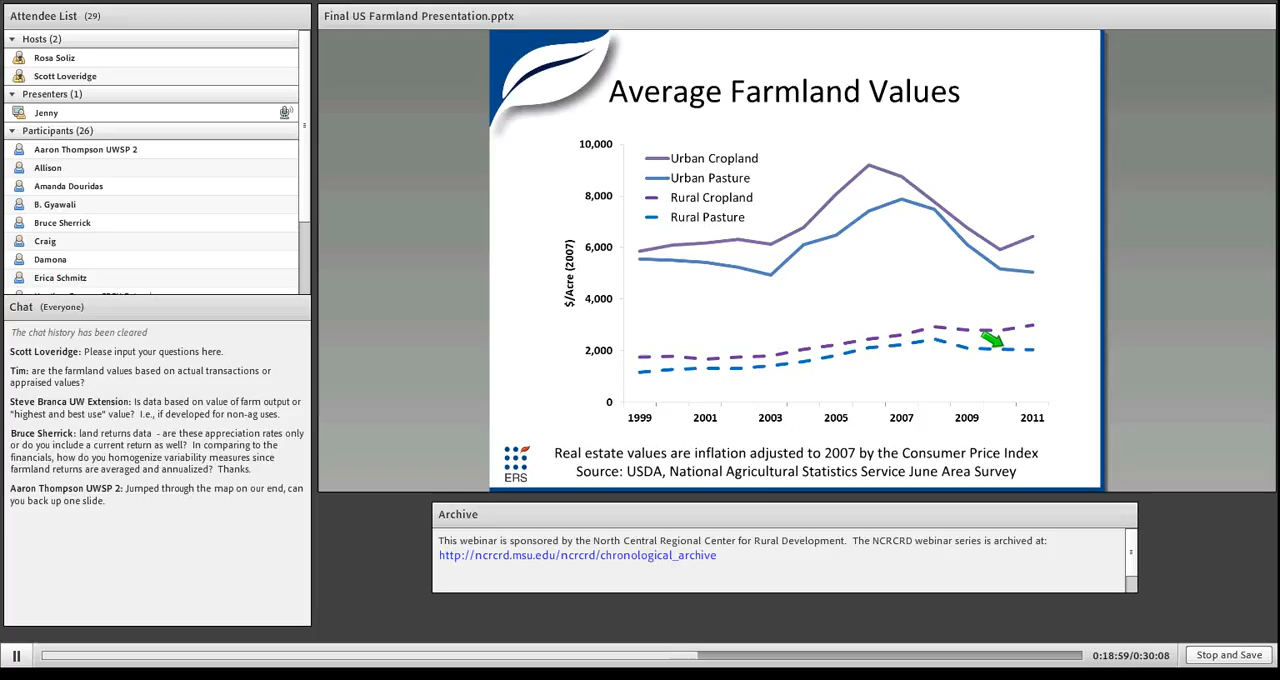 Attendee List (29)
Hosts (2)
Rosa Soliz
Scott Loveridge
Presenters (1)
Jenny
Participants (26)
Aaron Thompson UWSP 2
Allison
Amanda Douridas
B. Gyawali
Bruce Sherrick
Craig
Damona
Erica Schmitz
Chat (Everyone)
The chat history has been cleared
Scott Loveridge: Please input your questions here.
Tim: are the farmland values based on actual transactions or
appraised values?
Steve Branca UW Extension: Is data based on value of farm output or
"highest and best use" value? I.e., if developed for non-ag uses.
Bruce Sherrick: land returns data - are these appreciation rates only
or do you include a current return as well? In comparing to the
financials, how do you homogenize variability measures since
farmland returns are averaged and annualized? Thanks.
Aaron Thompson UWSP 2: Jumped through the map on our end, can
you back up one slide.
Final US Farmland Presentation.pptx
Average Farmland Values
10,000
8,000
6,000
4,000
2,000
0
$/Acre (2007)
Urban Cropland
Urban Pasture
Rural Cropland
Rural Pasture
1999 2001 2003 2005 2007 2009 2011
ERS
Real estate values are inflation adjusted to 2007 by the Consumer Price Index
Source: USDA, National Agricultural Statistics Service June Area Survey
Archive
This webinar is sponsored by the North Central Regional Center for Rural Development. The NCRCRD webinar series is archived at:
http://ncrcrd.msu.edu/ncrcrd/chronological_archive
0:18:59/0:30:08
Stop and Save